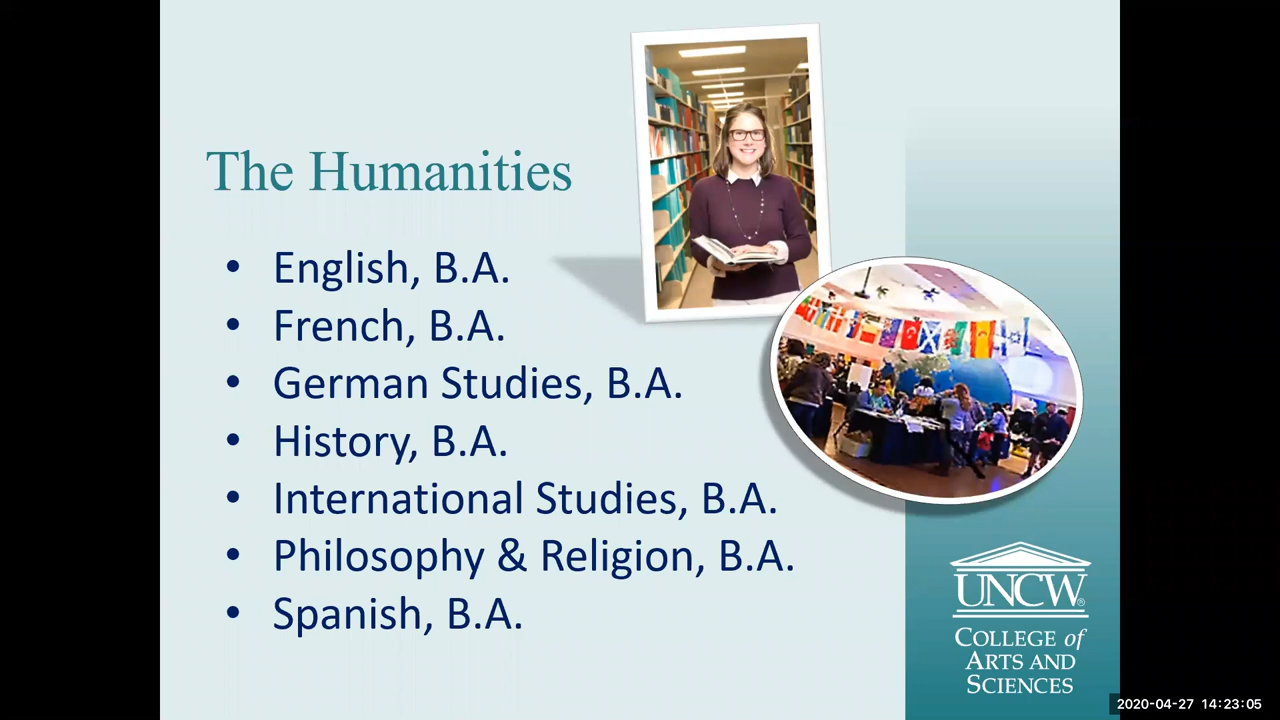 The Humanities
• English, B.A.
• French, B.A.
• German Studies, B.A.
• History, B.A.
• International Studies, B.A.
• Philosophy & Religion, B.A.
• Spanish, B.A.
UNCW®
COLLEGE of
ARTS AND
SCIENCES
2020-04-27 14:23:05